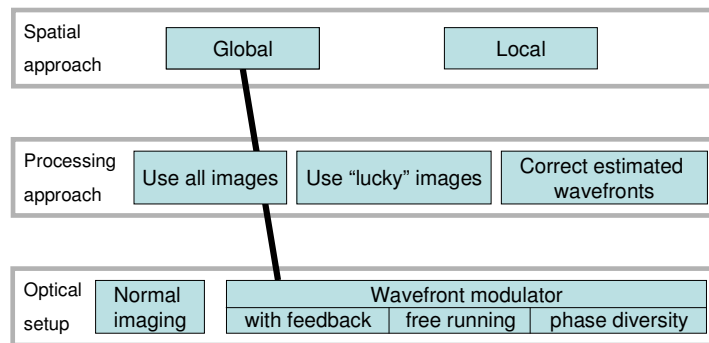 Spatial
approach
Global
Local
Processing
approach
Use all images
Use “lucky” images
Correct estimated
wavefronts
Optical
setup
Normal
imaging
Wavefront modulator
with feedback
free running
phase diversity